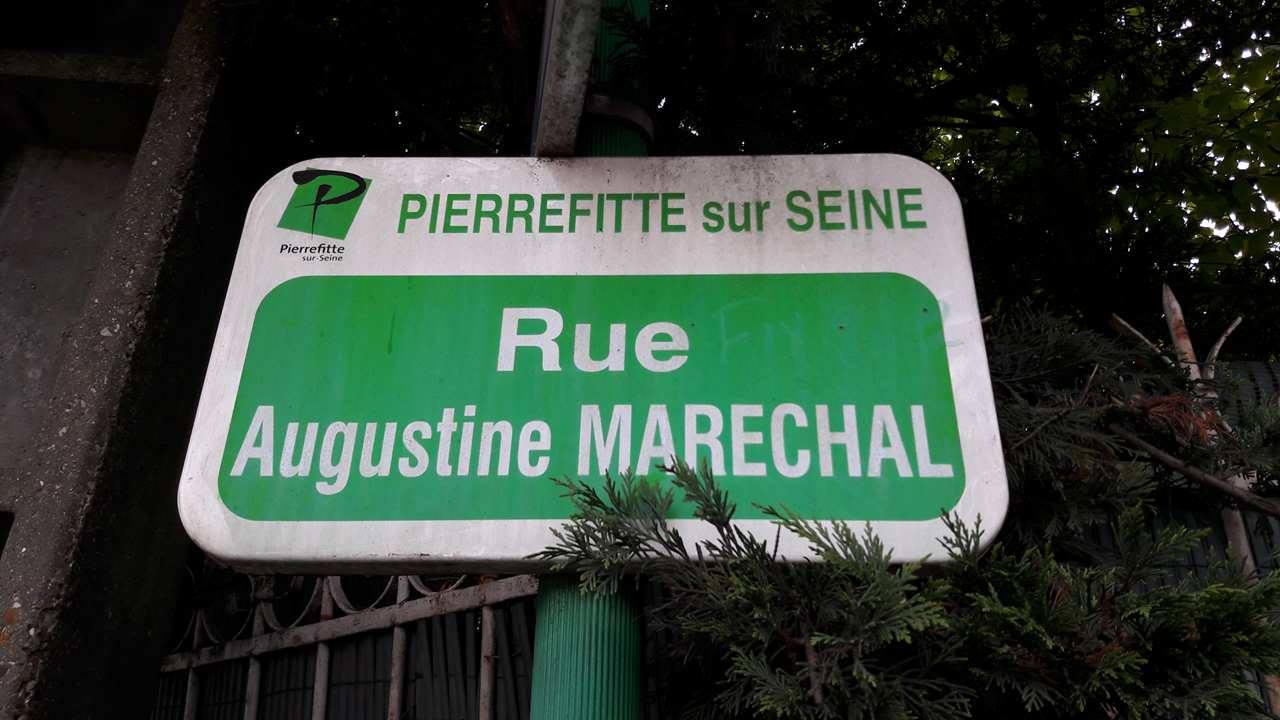 PIERREFITTE sur SEINE
Pierrefitte
sur-Seine
Rue
Augustine MARECHAL